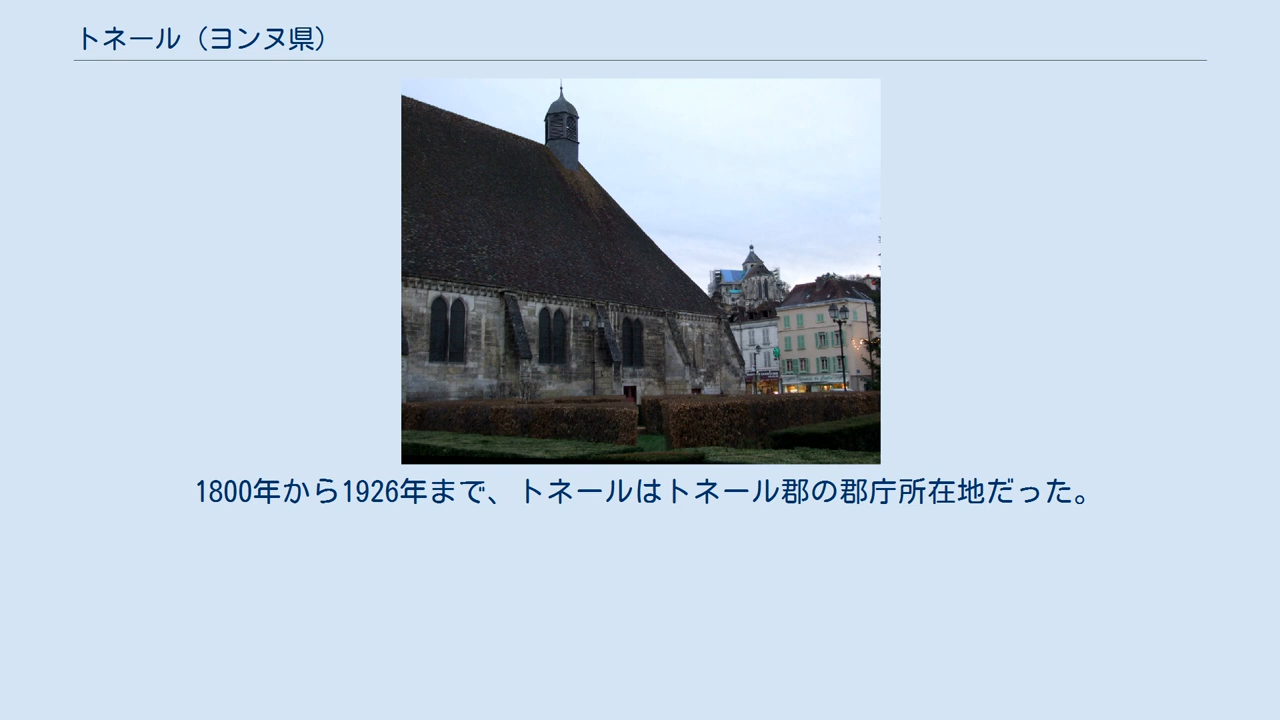 トネール（ヨンヌ県）
1800年から1926年まで、トネールはトネール郡の郡庁所在地だった。